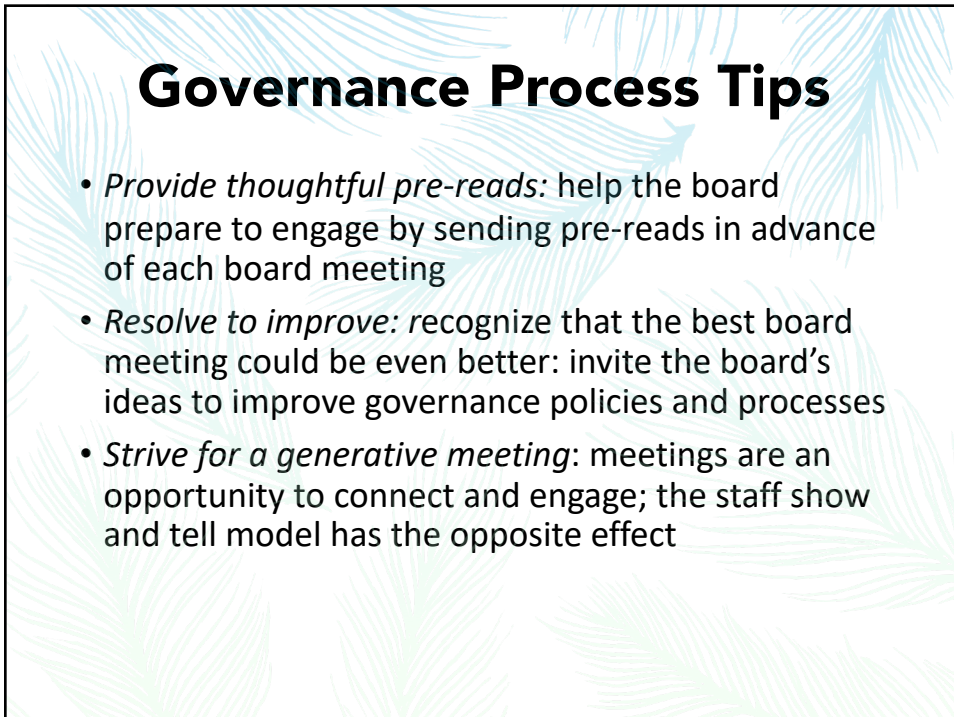 Governance Process Tips
• Provide thoughtful pre-reads: help the board
prepare to engage by sending pre-reads in advance
of each board meeting
• Resolve to improve: recognize that the best board
meeting could be even better: invite the board’s
ideas to improve governance policies and processes
• Strive for a generative meeting: meetings are an
opportunity to connect and engage; the staff show
and tell model has the opposite effect